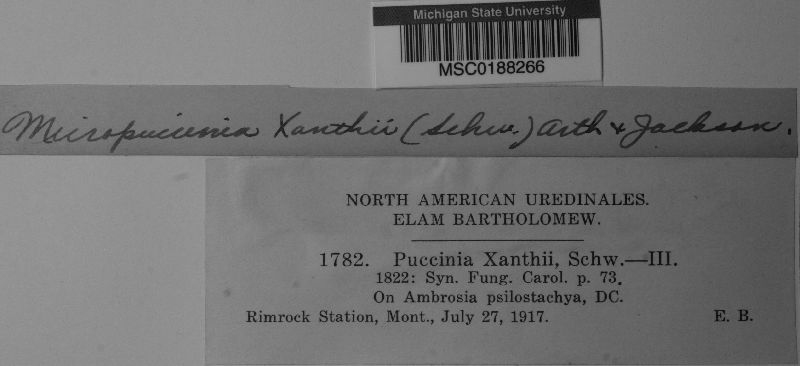 Michigan State University
MSC0188266
Micropuccinia Xanthii (Schw.) Arth & Jackson.
NORTH AMERICAN UREDINALES.
ELAM BARTHOLOMEW.
1782. Puccinia Xanthii, Schw.—III.
1822: Syn. Fung. Carol. p. 73.
On Ambrosia psilostachya, DC.
Rimrock Station, Mont., July 27, 1917. E. B.